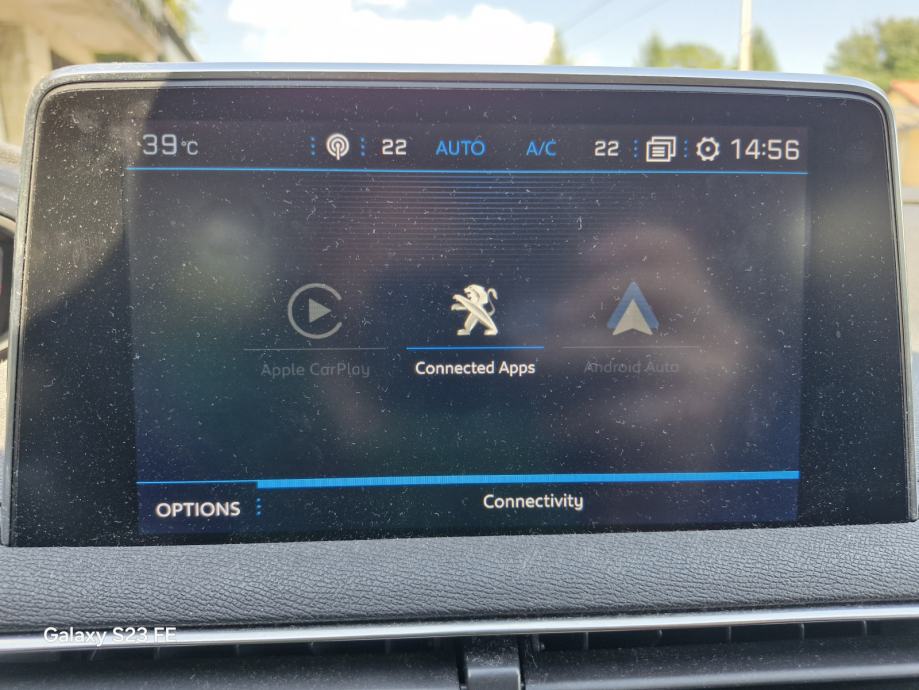 39°C 22 AUTO A/C 22 14:56
Apple CarPlay Connected Apps Android Auto
OPTIONS Connectivity
Galaxy S23 FE